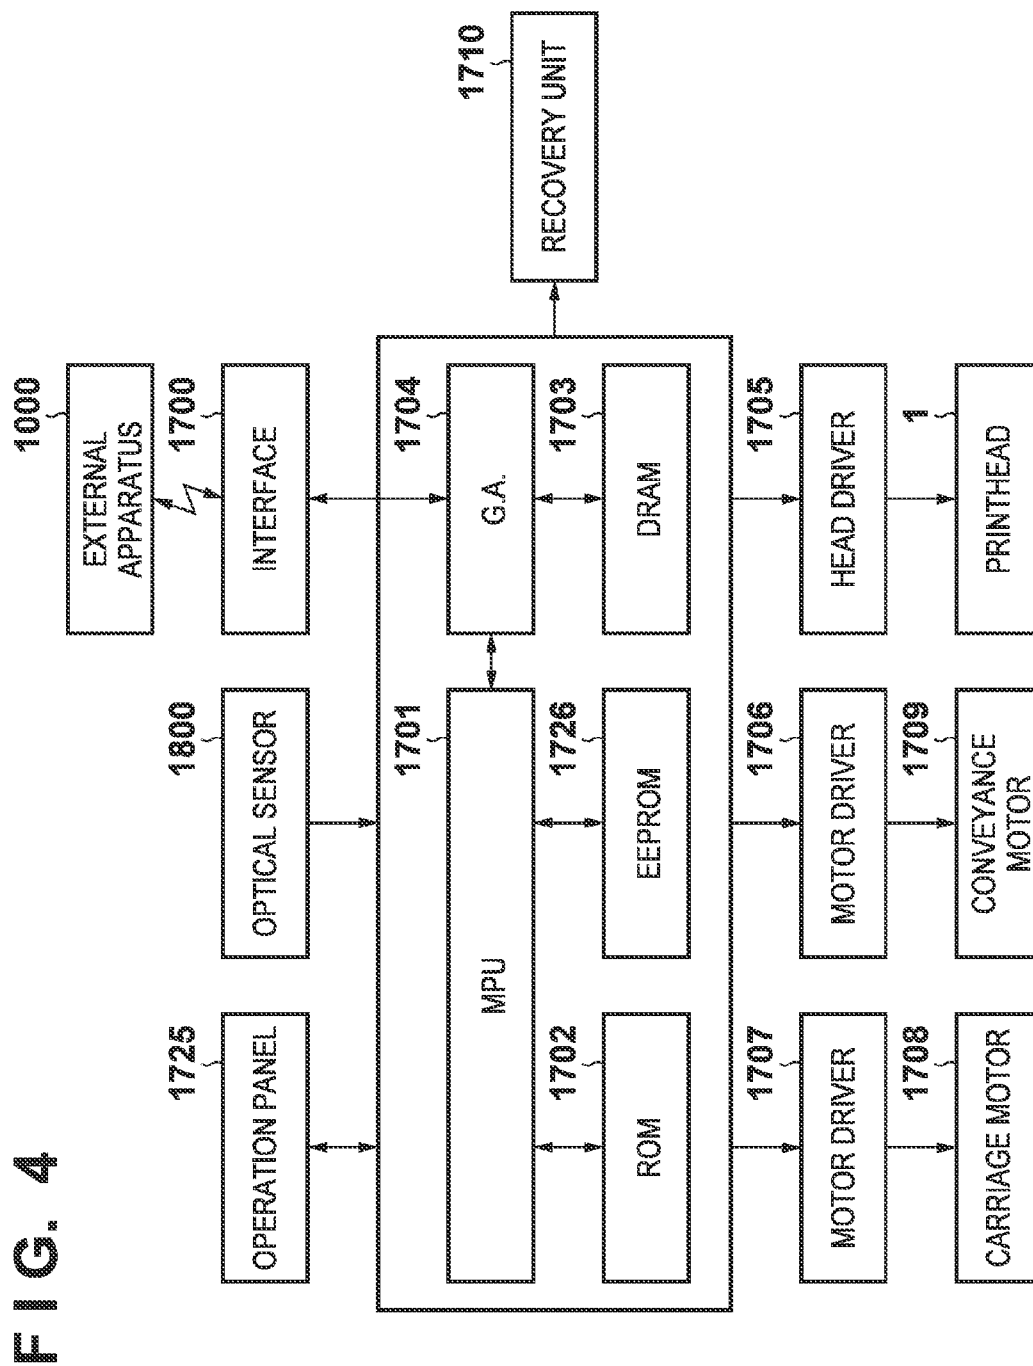 FIG. 4
1000
EXTERNAL
APPARATUS
1725
OPERATION PANEL
1800
OPTICAL SENSOR
1700
INTERFACE
1701
MPU
1704
G.A.
1710
RECOVERY UNIT
1702
ROM
1726
EEPROM
1703
DRAM
1707
MOTOR DRIVER
1706
MOTOR DRIVER
1705
HEAD DRIVER
1708
CARRIAGE MOTOR
1709
CONVEYANCE
MOTOR
1
PRINTHEAD